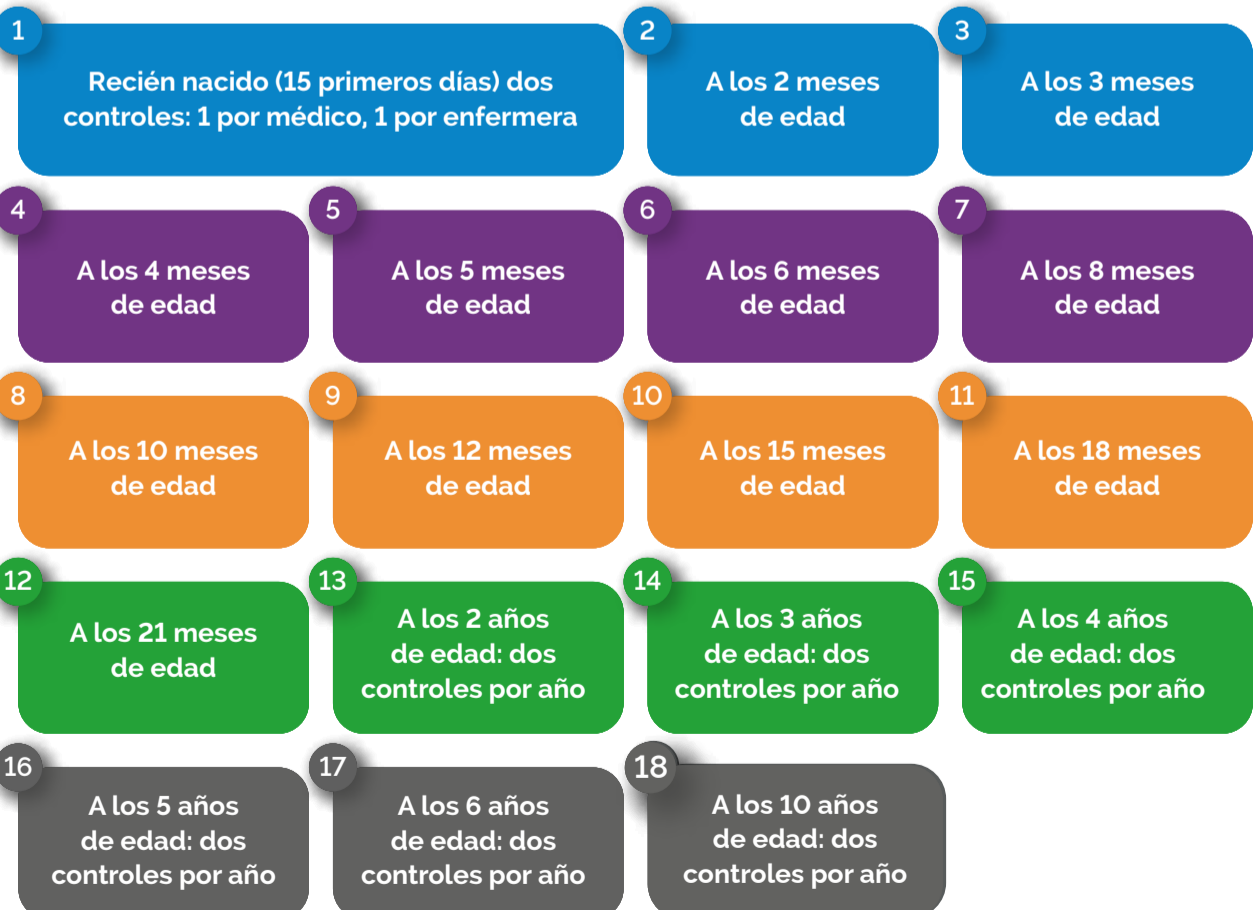 1
Recién nacido (15 primeros días) dos
controles: 1 por médico, 1 por enfermera
2
A los 2 meses
de edad
3
A los 3 meses
de edad
4
A los 4 meses
de edad
5
A los 5 meses
de edad
6
A los 6 meses
de edad
7
A los 8 meses
de edad
8
A los 10 meses
de edad
9
A los 12 meses
de edad
10
A los 15 meses
de edad
11
A los 18 meses
de edad
12
A los 21 meses
de edad
13
A los 2 años
de edad: dos
controles por año
14
A los 3 años
de edad: dos
controles por año
15
A los 4 años
de edad: dos
controles por año
16
A los 5 años
de edad: dos
controles por año
17
A los 6 años
de edad: dos
controles por año
18
A los 10 años
de edad: dos
controles por año